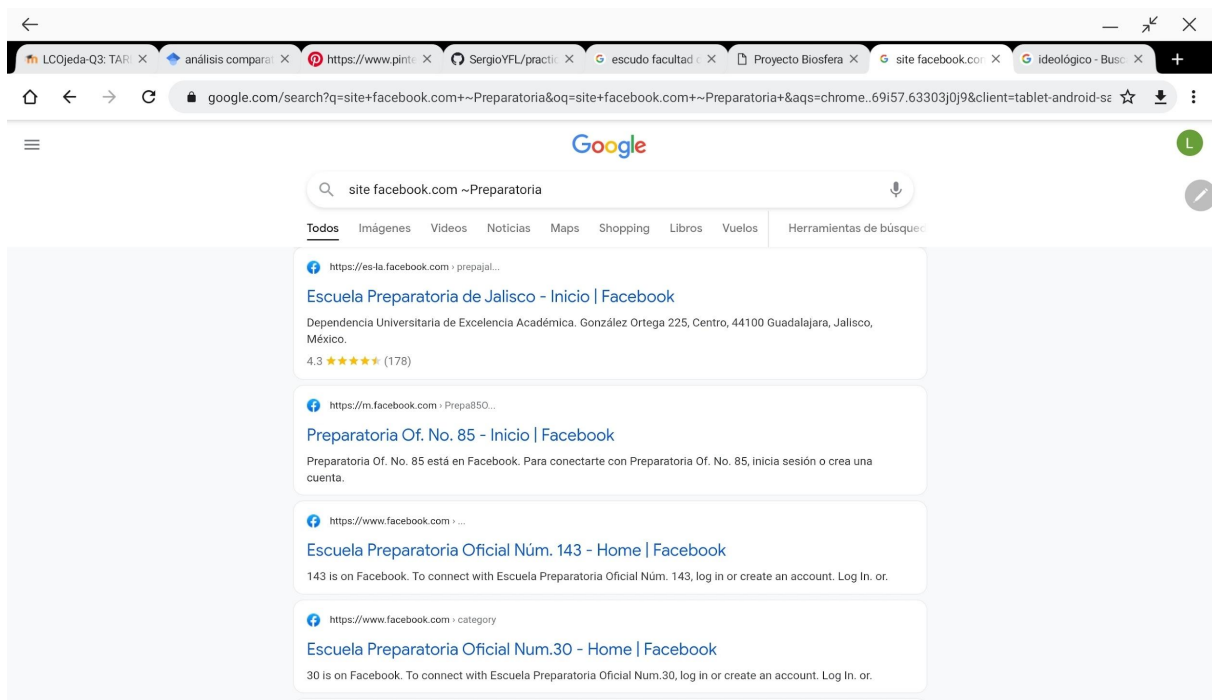 LCOjeda-Q3: TAR
análisis comparat
https://www.pinte
SergioYFL/practic
escudo facultad
Proyecto Biosfera
site facebook.com
ideológico - Busc
google.com/search?q=site+facebook.com+~Preparatoria&oq=site+facebook.com+~Preparatoria+&aqs=chrome..69i57.63303j0j9&client=tablet-android-sa
Google
L
site facebook.com ~Preparatoria
Todos Imágenes Videos Noticias Maps Shopping Libros Vuelos Herramientas de búsqued
https://es-la.facebook.com › prepajal...
Escuela Preparatoria de Jalisco - Inicio | Facebook
Dependencia Universitaria de Excelencia Académica. González Ortega 225, Centro, 44100 Guadalajara, Jalisco,
México.
4.3 ★★★★★ (178)
https://m.facebook.com › Prepa85O...
Preparatoria Of. No. 85 - Inicio | Facebook
Preparatoria Of. No. 85 está en Facebook. Para conectarte con Preparatoria Of. No. 85, inicia sesión o crea una
cuenta.
https://www.facebook.com › ...
Escuela Preparatoria Oficial Núm. 143 - Home | Facebook
143 is on Facebook. To connect with Escuela Preparatoria Oficial Núm. 143, log in or create an account. Log In. or.
https://www.facebook.com › category
Escuela Preparatoria Oficial Num.30 - Home | Facebook
30 is on Facebook. To connect with Escuela Preparatoria Oficial Num.30, log in or create an account. Log In. or.